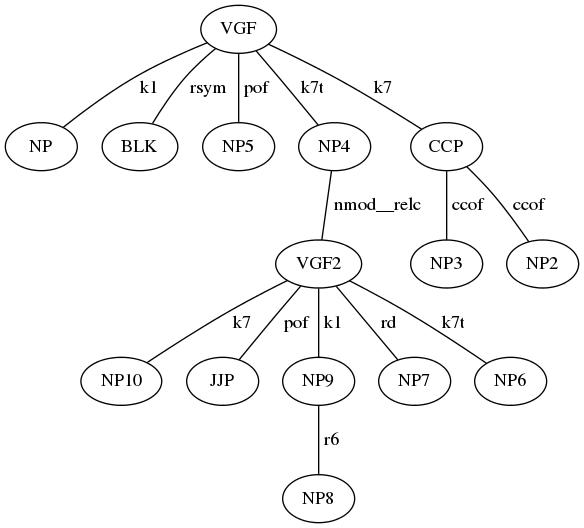 VGF
k1 rsym pof k7t k7
NP BLK NP5 NP4 CCP
nmod__relc ccof ccof
VGF2 NP3 NP2
k7 pof k1 rd k7t
NP10 JJP NP9 NP7 NP6
r6
NP8